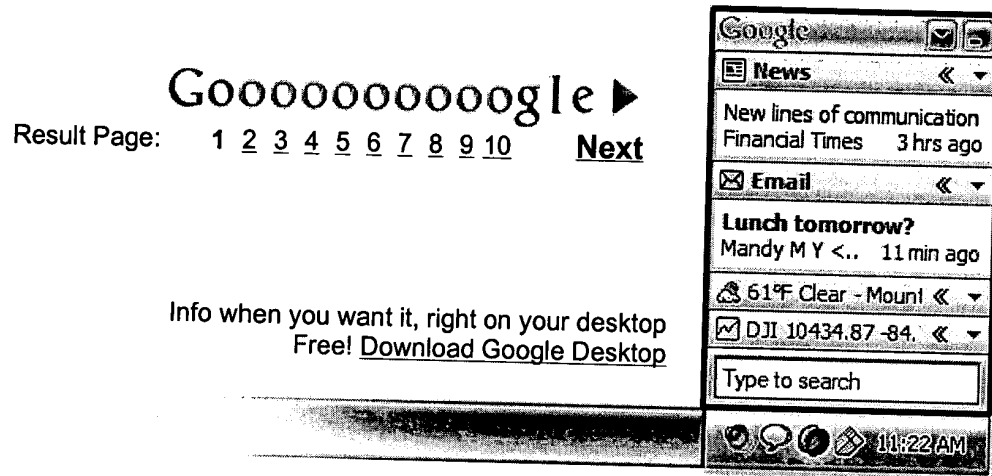 Goooooooooogle
Result Page: 1 2 3 4 5 6 7 8 9 10 Next
Info when you want it, right on your desktop
Free! Download Google Desktop
Google
News
New lines of communication
Financial Times 3 hrs ago
Email
Lunch tomorrow?
Mandy M Y <.. 11 min ago
61°F Clear - Mount
DJI 10434.87 -84.
Type to search
11:22 AM